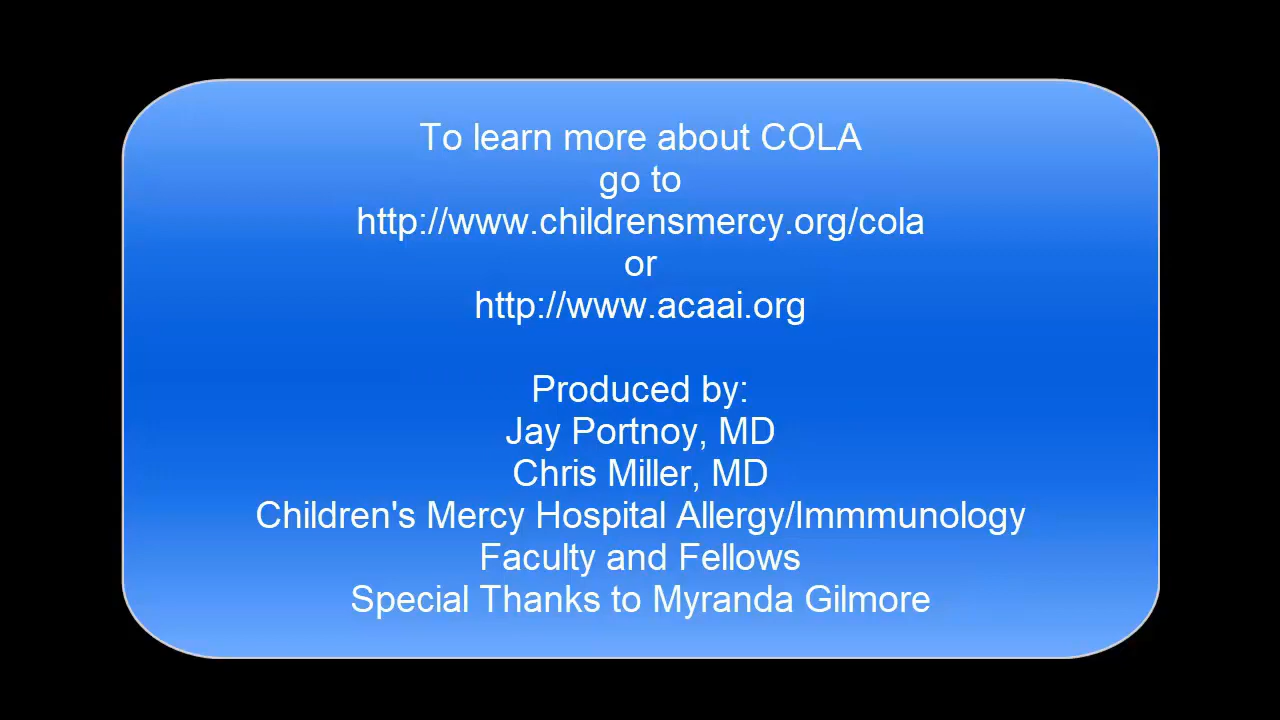 To learn more about COLA
go to
http://www.childrensmercy.org/cola
or
http://www.acaai.org
Produced by:
Jay Portnoy, MD
Chris Miller, MD
Children's Mercy Hospital Allergy/Immmunology
Faculty and Fellows
Special Thanks to Myranda Gilmore